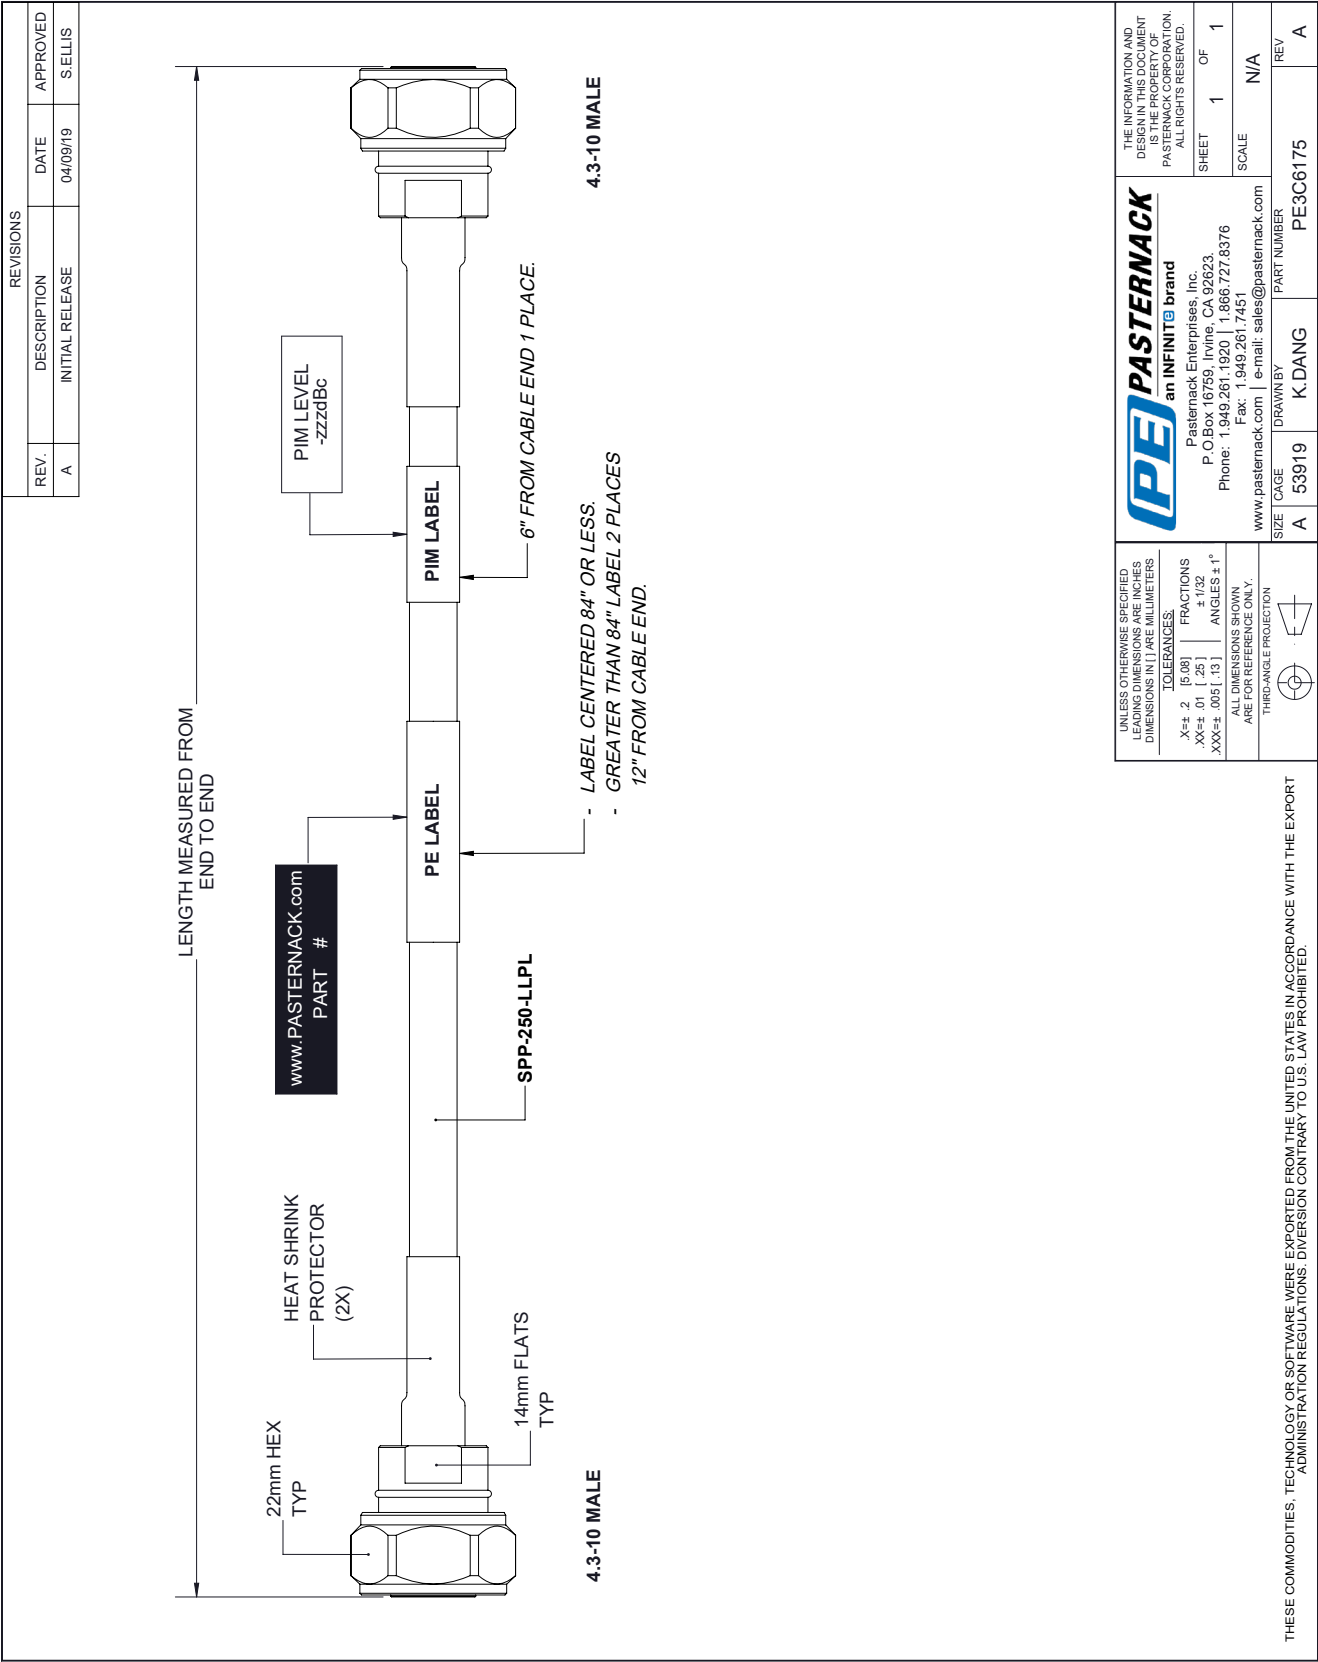 REVISIONS
REV. DESCRIPTION DATE APPROVED
A INITIAL RELEASE 04/09/19 S.ELLIS
LENGTH MEASURED FROM
END TO END
22mm HEX
TYP
HEAT SHRINK
PROTECTOR
(2X)
www.PASTERNACK.com
PART #
PIM LEVEL
-zzzdBc
PE LABEL
PIM LABEL
14mm FLATS
TYP
SPP-250-LLPL
6" FROM CABLE END 1 PLACE.
- LABEL CENTERED 84" OR LESS.
- GREATER THAN 84" LABEL 2 PLACES
12" FROM CABLE END.
4.3-10 MALE
4.3-10 MALE
UNLESS OTHERWISE SPECIFIED
LEADING DIMENSIONS ARE INCHES
DIMENSIONS IN [ ] ARE MILLIMETERS
TOLERANCES:
.X=± .2 [5.08] FRACTIONS
.XX=± .01 [ .25 ] ± 1/32
.XXX=± .005 [ .13 ] ANGLES ± 1°
ALL DIMENSIONS SHOWN
ARE FOR REFERENCE ONLY.
THIRD-ANGLE PROJECTION
PE PASTERNACK
an INFINITe brand
Pasternack Enterprises, Inc.
P.O.Box 16759, Irvine, CA 92623.
Phone: 1.949.261.1920 | 1.866.727.8376
Fax: 1.949.261.7451
www.pasternack.com | e-mail: sales@pasternack.com
THE INFORMATION AND
DESIGN IN THIS DOCUMENT
IS THE PROPERTY OF
PASTERNACK CORPORATION.
ALL RIGHTS RESERVED.
SHEET 1 OF 1
SCALE N/A
SIZE A
CAGE 53919
DRAWN BY K.DANG
PART NUMBER PE3C6175
REV A
THESE COMMODITIES, TECHNOLOGY OR SOFTWARE WERE EXPORTED FROM THE UNITED STATES IN ACCORDANCE WITH THE EXPORT
ADMINISTRATION REGULATIONS. DIVERSION CONTRARY TO U.S. LAW PROHIBITED.